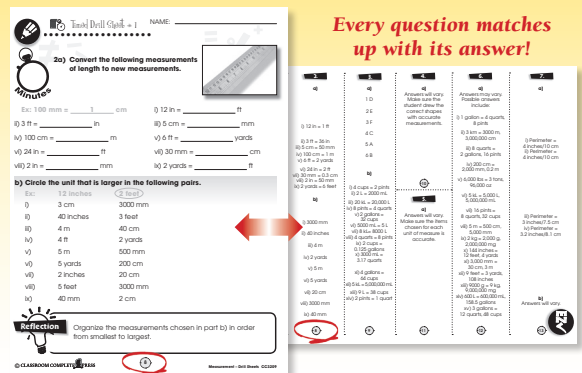 Every question matches
up with its answer!
Timed Drill Sheet # 1
NAME:
Minutes
2a) Convert the following measurements
of length to new measurements.
Ex: 100 mm = 1 cm
i) 12 in = ft
ii) 3 ft = in
iii) 5 cm = mm
iv) 100 cm = m
v) 6 ft = yards
vi) 24 in = ft
vii) 30 mm = cm
viii) 2 in = mm
ix) 2 yards = ft
b) Circle the unit that is larger in the following pairs.
Ex: 12 inches 2 feet
i) 3 cm 3000 mm
ii) 40 inches 3 feet
iii) 4 m 40 cm
iv) 4 ft 2 yards
v) 5 m 500 mm
vi) 5 yards 200 cm
vii) 2 inches 20 cm
viii) 9 feet 3 yards
ix) 40 mm 2 cm
Reflection
Organize the measurements chosen in part b) in order
from smallest to largest.
© CLASSROOM COMPLETE PRESS
8
Measurement - Drill Sheets CC3309
2.
a)
i) 12 in = 1 ft
ii) 3 ft = 36 in
iii) 5 cm = 50 mm
iv) 100 cm = 1 m
v) 6 ft = 2 yards
vi) 24 in = 2 ft
vii) 30 mm = 0.3 cm
viii) 2 in = 50 mm
ix) 2 yards = 6 feet
b)
i) 3000 mm
ii) 40 inches
iii) 4 m
iv) 2 yards
v) 5 m
vi) 5 yards
vii) 20 cm
viii) 3000 mm
ix) 40 mm
3.
a)
1 D
2 E
3 F
4 C
5 A
6 B
b)
i) 4 cups = 2 pints
ii) 2 L = 2000 mL
iii) 20 kL = 20,000 L
iv) 8 pints = 4 quarts
v) 2 gallons =
32 cups
vi) 5000 mL = 5 L
vii) 8 kL = 8000 L
viii) 4 quarts = 8 pints
ix) 2 cups =
0.125 gallons
x) 3000 mL =
3.17 quarts
xi) 4 gallons =
64 cups
xii) 5 kL = 5,000,000 mL
xiii) 9 L = 38 cups
xiv) 2 pints = 1 quart
4.
a)
Answers will vary.
Make sure the
student drew the
correct shapes
with accurate
measurements.
5.
a)
Answers will vary.
Make sure the items
chosen for each
unit of measure is
accurate.
6.
a)
Answers may vary.
Possible answers
include:
i) 1 gallon = 4 quarts,
8 pints
ii) 3 km = 3000 m,
3,000,000 cm
iii) 8 quarts =
2 gallons, 16 pints
iv) 200 cm =
2,000 mm, 0.2 m
v) 6,000 lbs = 3 tons,
96,000 oz
vi) 5 kL = 5,000 L,
5,000,000 mL
vii) 16 pints =
8 quarts, 32 cups
viii) 5 m = 500 cm,
5,000 mm
ix) 2 kg = 2,000 g,
2,000,000 mg
x) 144 inches =
12 feet, 4 yards
xi) 3,000 mm =
30 cm, 3 m
xii) 9 feet = 3 yards,
108 inches
xiii) 9000 g = 9 kg,
9,000,000 mg
xiv) 600 L = 600,000 mL,
158.5 gallons
xv) 3 gallons =
12 quarts, 48 cups
7.
a)
i) Perimeter =
4 inches/10 cm
ii) Perimeter =
4 inches/10 cm
iii) Perimeter =
3 inches/7.5 cm
iv) Perimeter =
3.2 inches/8.1 cm
b)
Answers will vary.
EZ